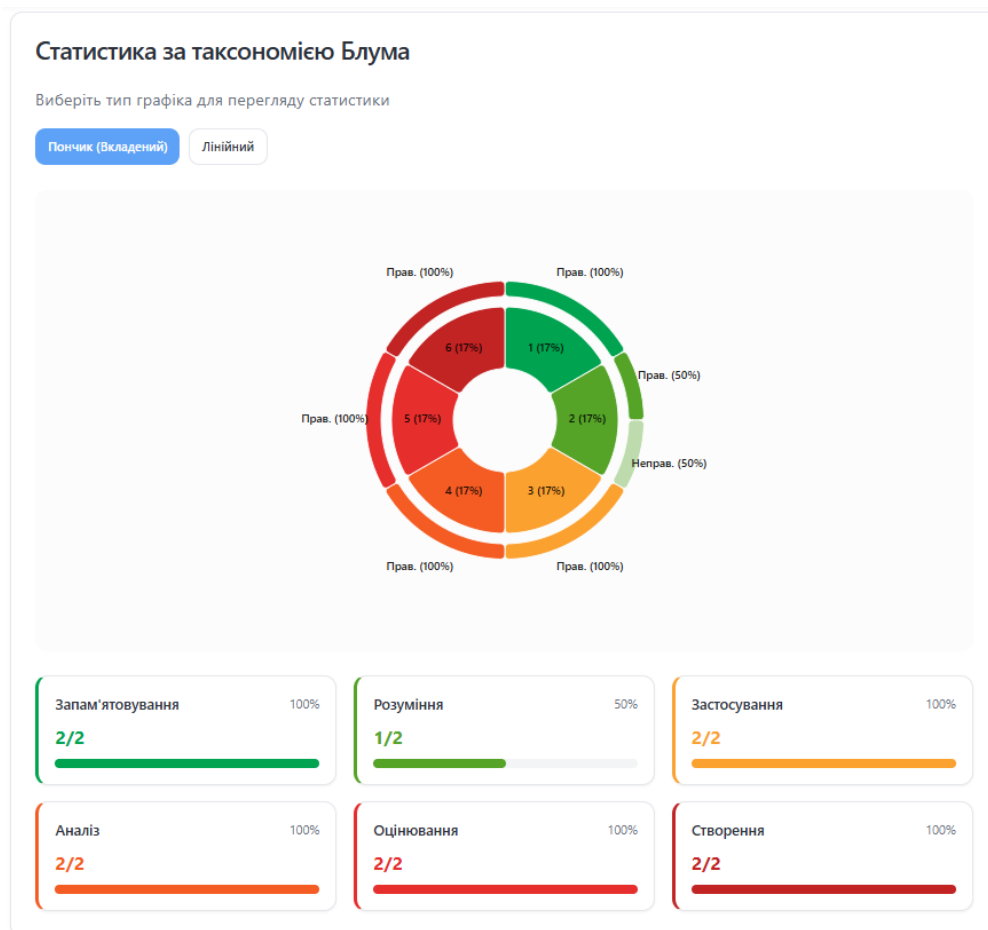 Статистика за таксономією Блума
Виберіть тип графіка для перегляду статистики
Пончик (Вкладений) Лінійний
Прав. (100%) Прав. (100%)
6 (17%) 1 (17%)
Прав. (50%)
Прав. (100%) 5 (17%) 2 (17%)
Неправ. (50%)
4 (17%) 3 (17%)
Прав. (100%) Прав. (100%)
Запам'ятовування 100% Розуміння 50% Застосування 100%
2/2 1/2 2/2
Аналіз 100% Оцінювання 100% Створення 100%
2/2 2/2 2/2